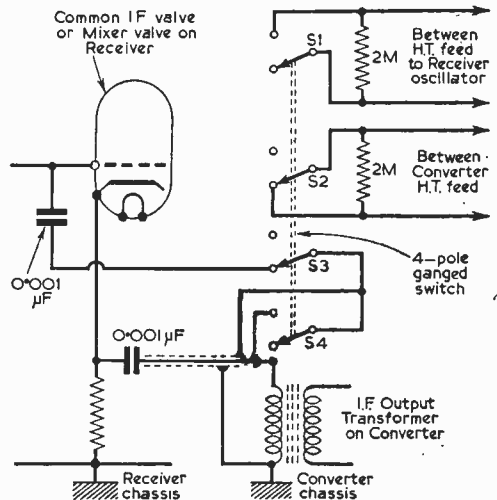 Common IF valve
or Mixer valve on
Receiver
S1
2M
Between
H.T. feed
to Receiver
oscillator
S2
2M
Between
Converter
H.T. feed
0·001
μF
S3
4-pole
ganged
switch
0·001μF
S4
I.F. Output
Transformer
on Converter
Receiver
chassis
Converter
chassis